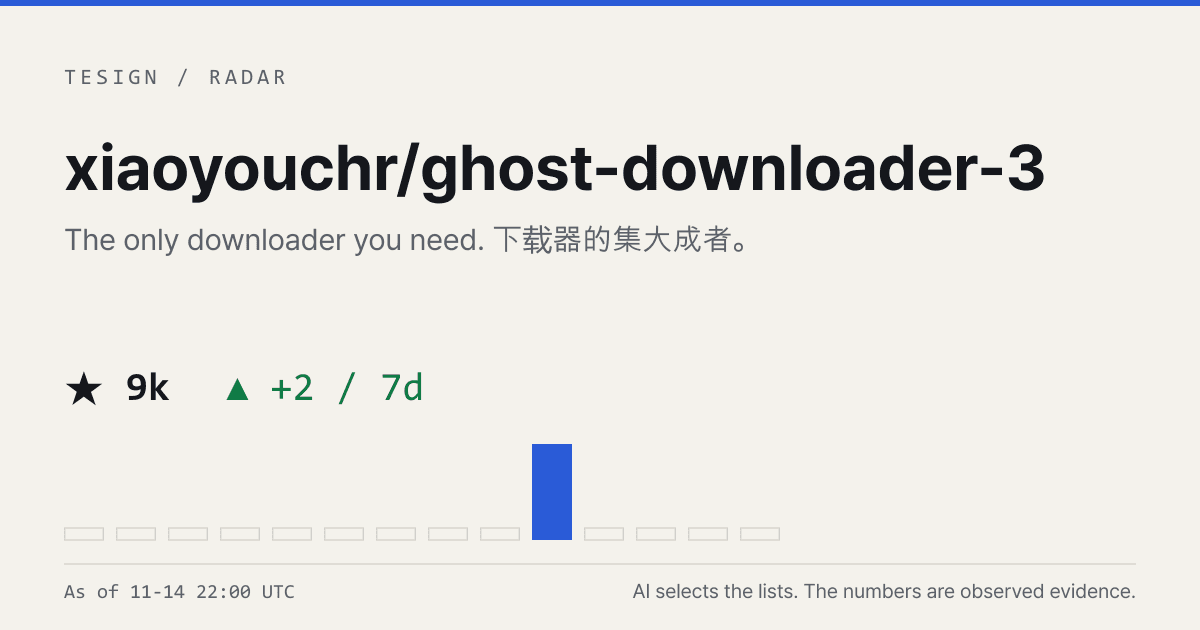 TESIGN / RADAR
xiaoyouchr/ghost-downloader-3
The only downloader you need. 下载器的集大成者。
★ 9k ▲ +2 / 7d
As of 11-14 22:00 UTC
AI selects the lists. The numbers are observed evidence.